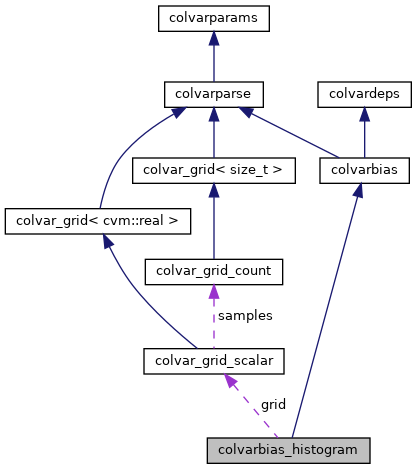 colvarparams
colvarparse
colvardeps
colvar_grid< size_t >
colvarbias
colvar_grid< cvm::real >
colvar_grid_count
samples
colvar_grid_scalar
grid
colvarbias_histogram